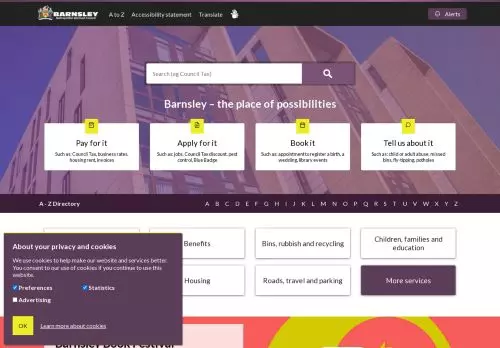 BARNSLEY
Metropolitan Borough Council
A to Z
Accessibility statement
Translate
Alerts
Search (eg Council Tax)
Barnsley – the place of possibilities
Pay for it
Such as: Council Tax, business rates,
housing rent, invoices
Apply for it
Such as: jobs, Council Tax discount, pest
control, Blue Badge
Book it
Such as: appointment to register a birth, a
wedding, library events
Tell us about it
Such as: child or adult abuse, missed
bins, fly-tipping, potholes
A - Z Directory
A B C D E F G H I J K L M N O P Q R S T U V W X Y Z
Benefits
Bins, rubbish and recycling
Children, families and
education
Housing
Roads, travel and parking
More services
About your privacy and cookies
We use cookies to help make our website and services better.
You consent to our use of cookies if you continue to use this
website.
Preferences
Statistics
Advertising
OK
Learn more about cookies
Barnsley Book Festival